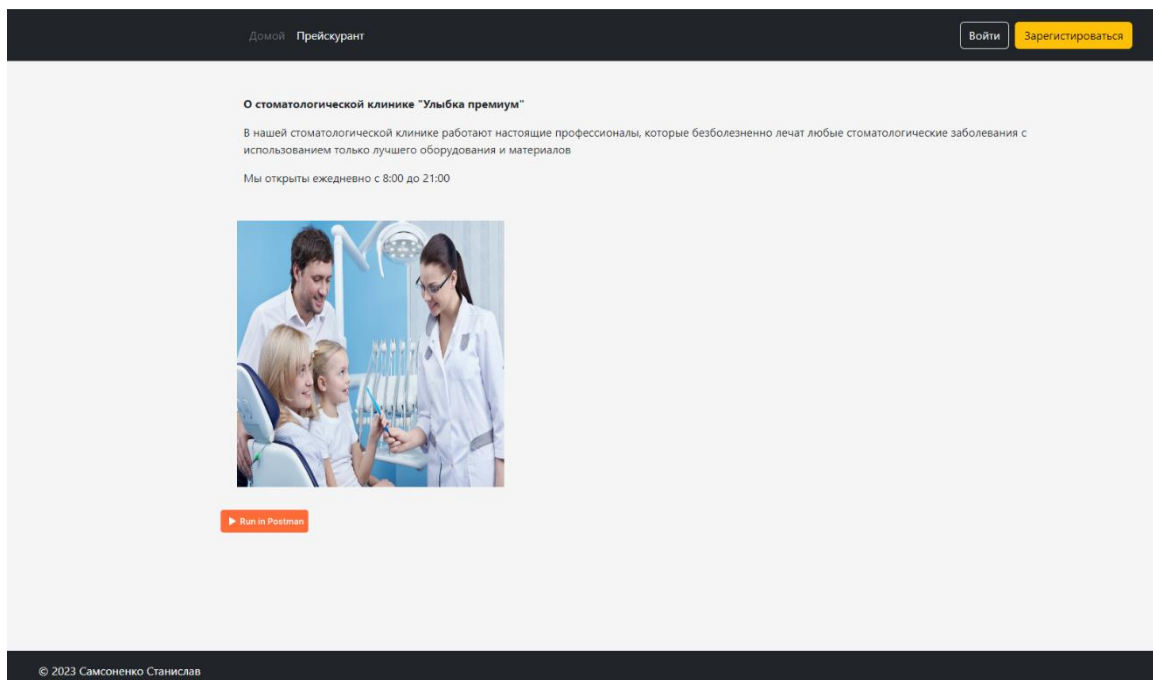 Домой Прейскурант Войти Зарегистироваться
О стоматологической клинике "Улыбка премиум"
В нашей стоматологической клинике работают настоящие профессионалы, которые безболезненно лечат любые стоматологические заболевания с
использованием только лучшего оборудования и материалов
Мы открыты ежедневно с 8:00 до 21:00
Run in Postman
© 2023 Самсоненко Станислав